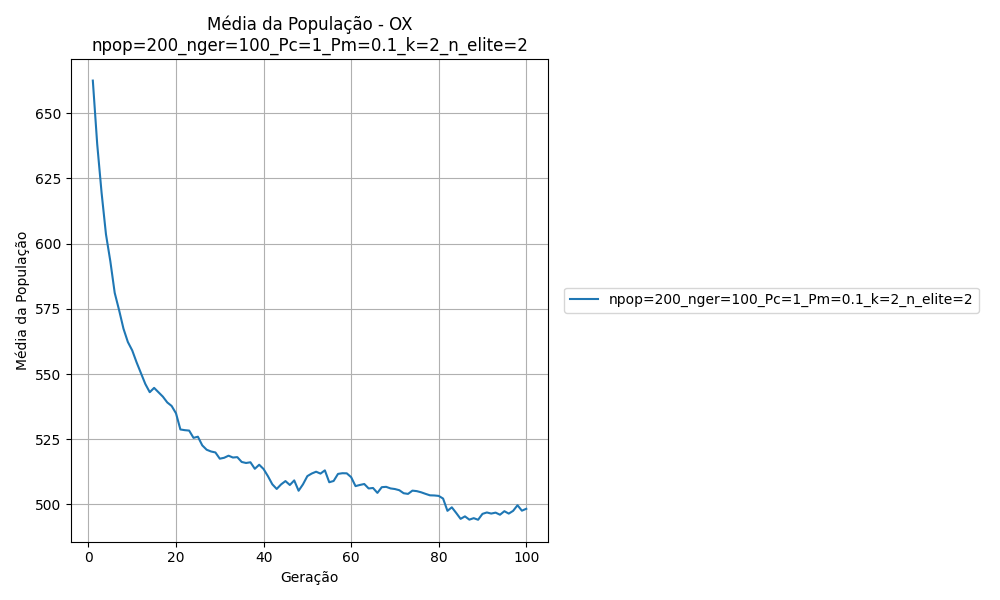 Média da População - OX
npop=200_nger=100_Pc=1_Pm=0.1_k=2_n_elite=2
Média da População
650
625
600
575
550
525
500
0 20 40 60 80 100
Geração
npop=200_nger=100_Pc=1_Pm=0.1_k=2_n_elite=2